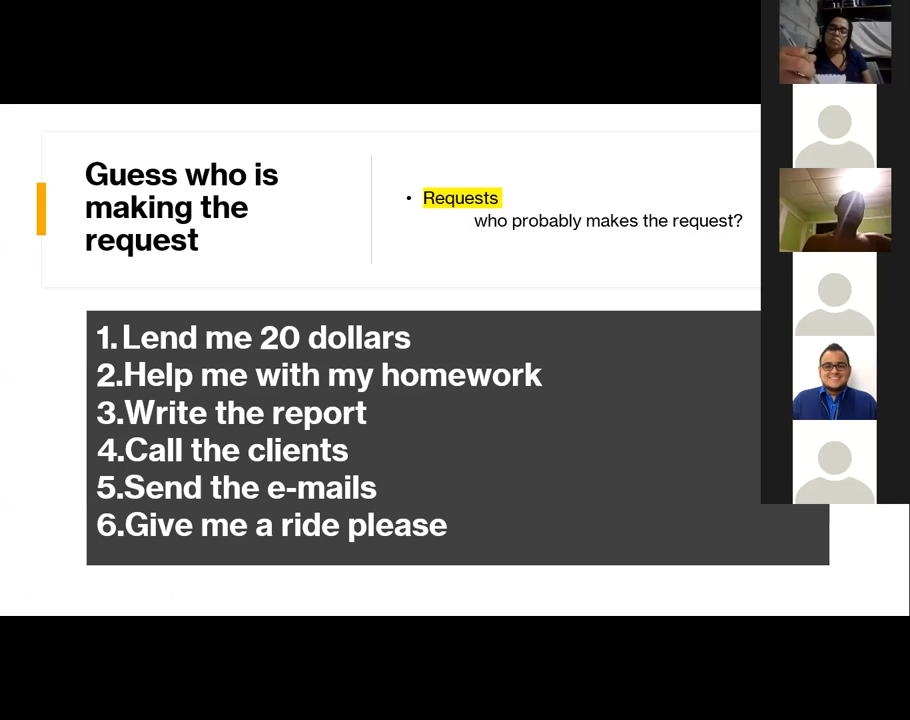 Guess who is
making the
request
• Requests
who probably makes the request?
1. Lend me 20 dollars
2.Help me with my homework
3.Write the report
4.Call the clients
5.Send the e-mails
6.Give me a ride please